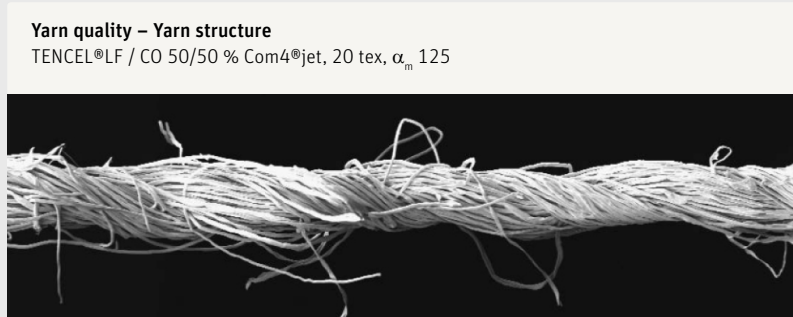 Yarn quality – Yarn structure
TENCEL®LF / CO 50/50 % Com4®jet, 20 tex, αm 125